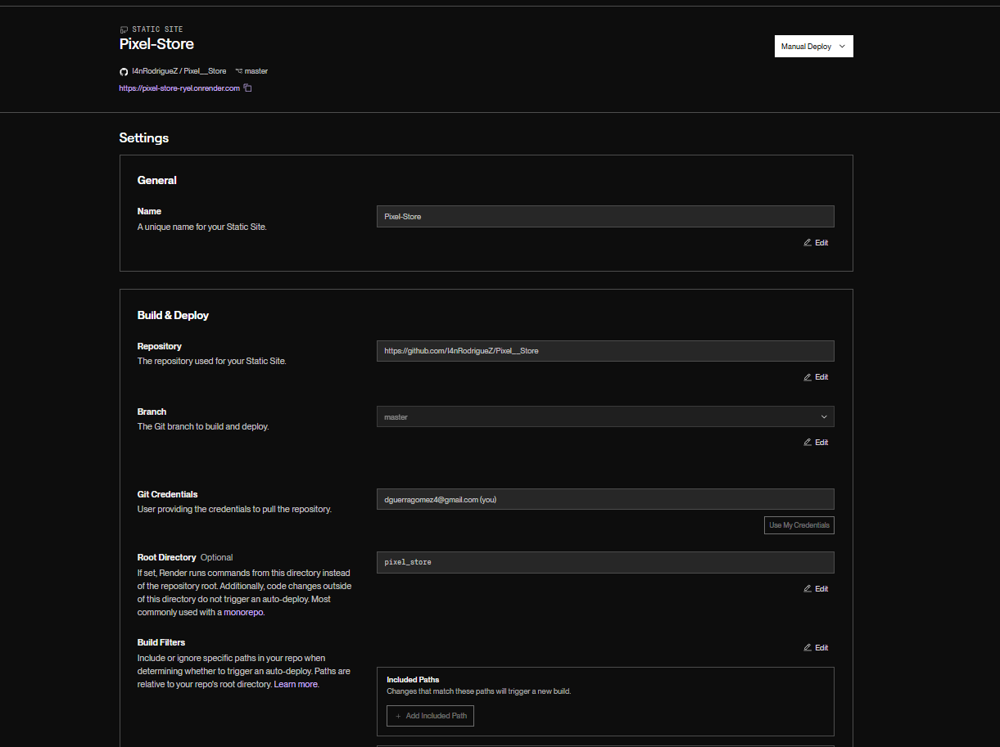 STATIC SITE
Pixel-Store
Manual Deploy
I4nRodrigueZ / Pixel__Store master
https://pixel-store-ryel.onrender.com
Settings
General
Name
A unique name for your Static Site.
Pixel-Store
Edit
Build & Deploy
Repository
The repository used for your Static Site.
https://github.com/I4nRodrigueZ/Pixel__Store
Edit
Branch
The Git branch to build and deploy.
master
Edit
Git Credentials
User providing the credentials to pull the repository.
dguerragomez4@gmail.com (you)
Use My Credentials
Root Directory Optional
If set, Render runs commands from this directory instead
of the repository root. Additionally, code changes outside
of this directory do not trigger an auto-deploy. Most
commonly used with a monorepo.
pixel_store
Edit
Build Filters
Include or ignore specific paths in your repo when
determining whether to trigger an auto-deploy. Paths are
relative to your repo's root directory. Learn more.
Edit
Included Paths
Changes that match these paths will trigger a new build.
+ Add Included Path